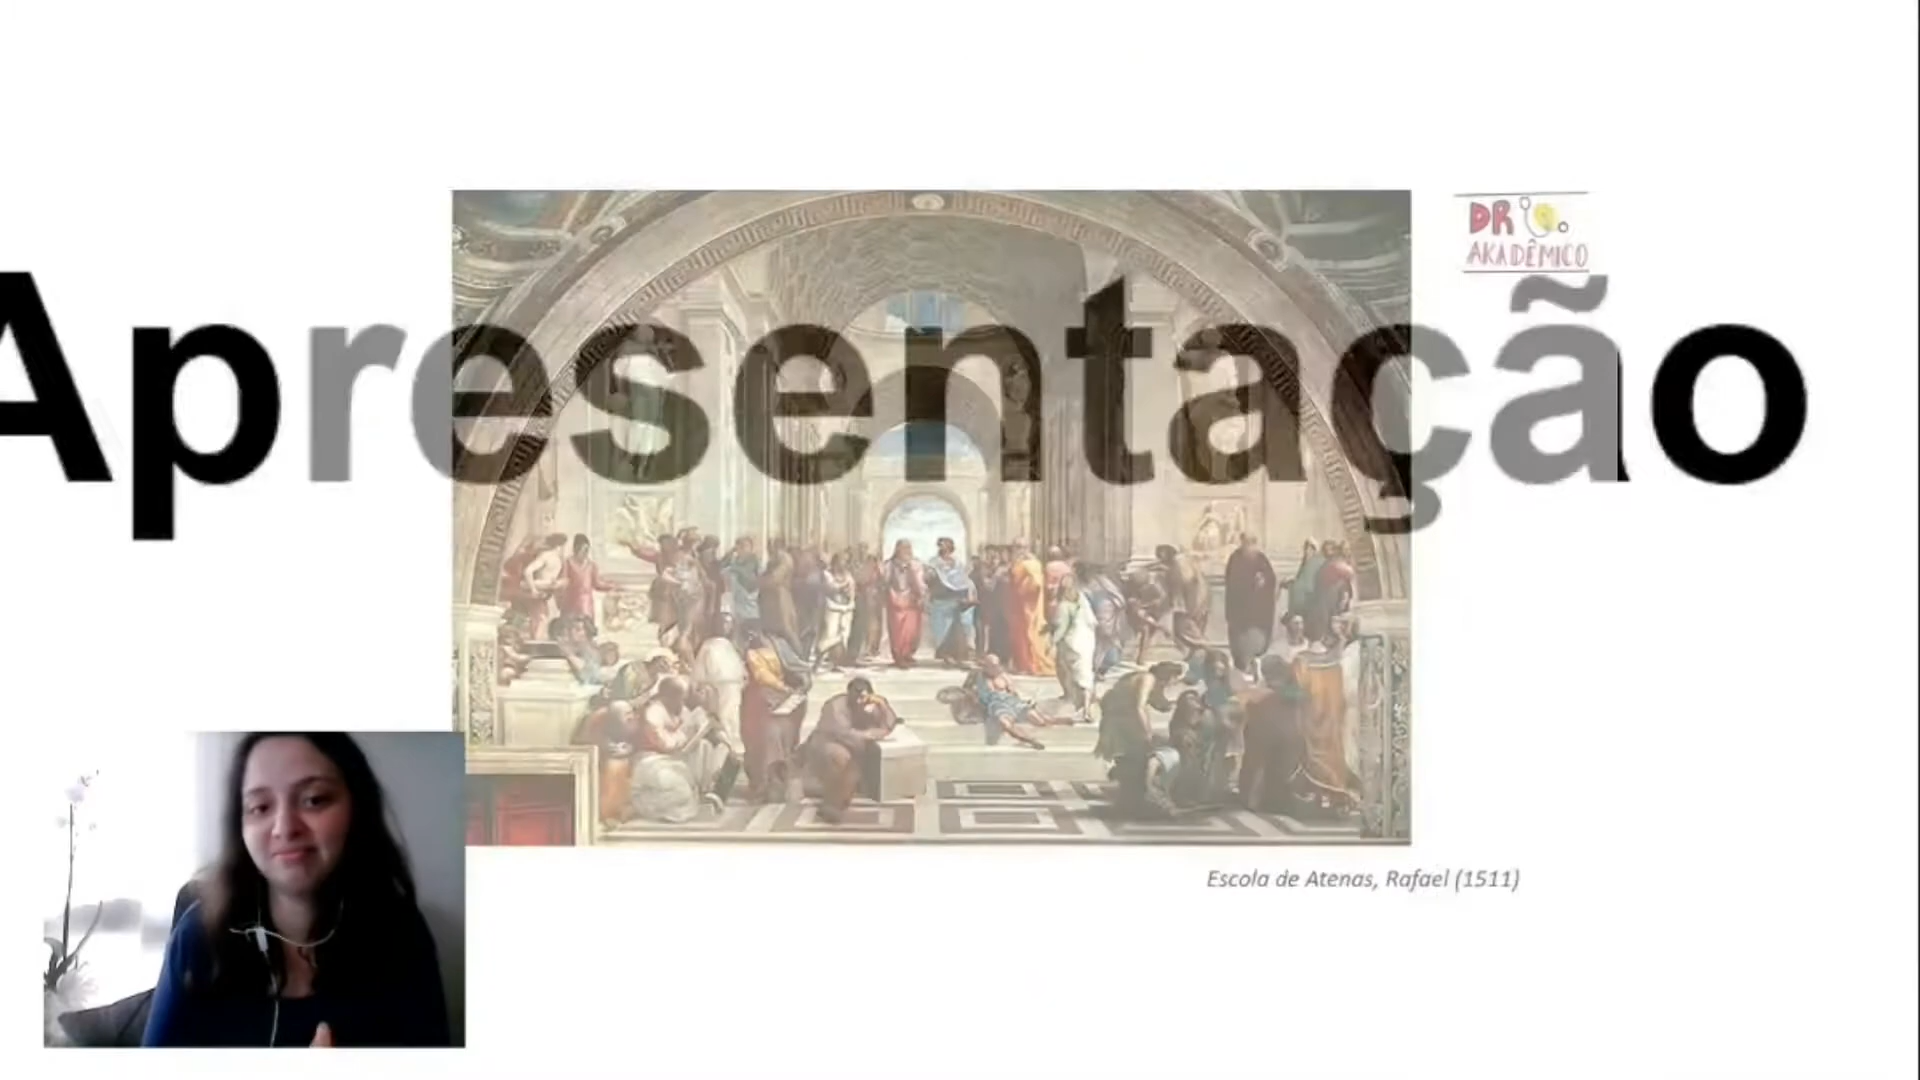 DR
AKADÊMICO
Apresentação
Escola de Atenas, Rafael (1511)